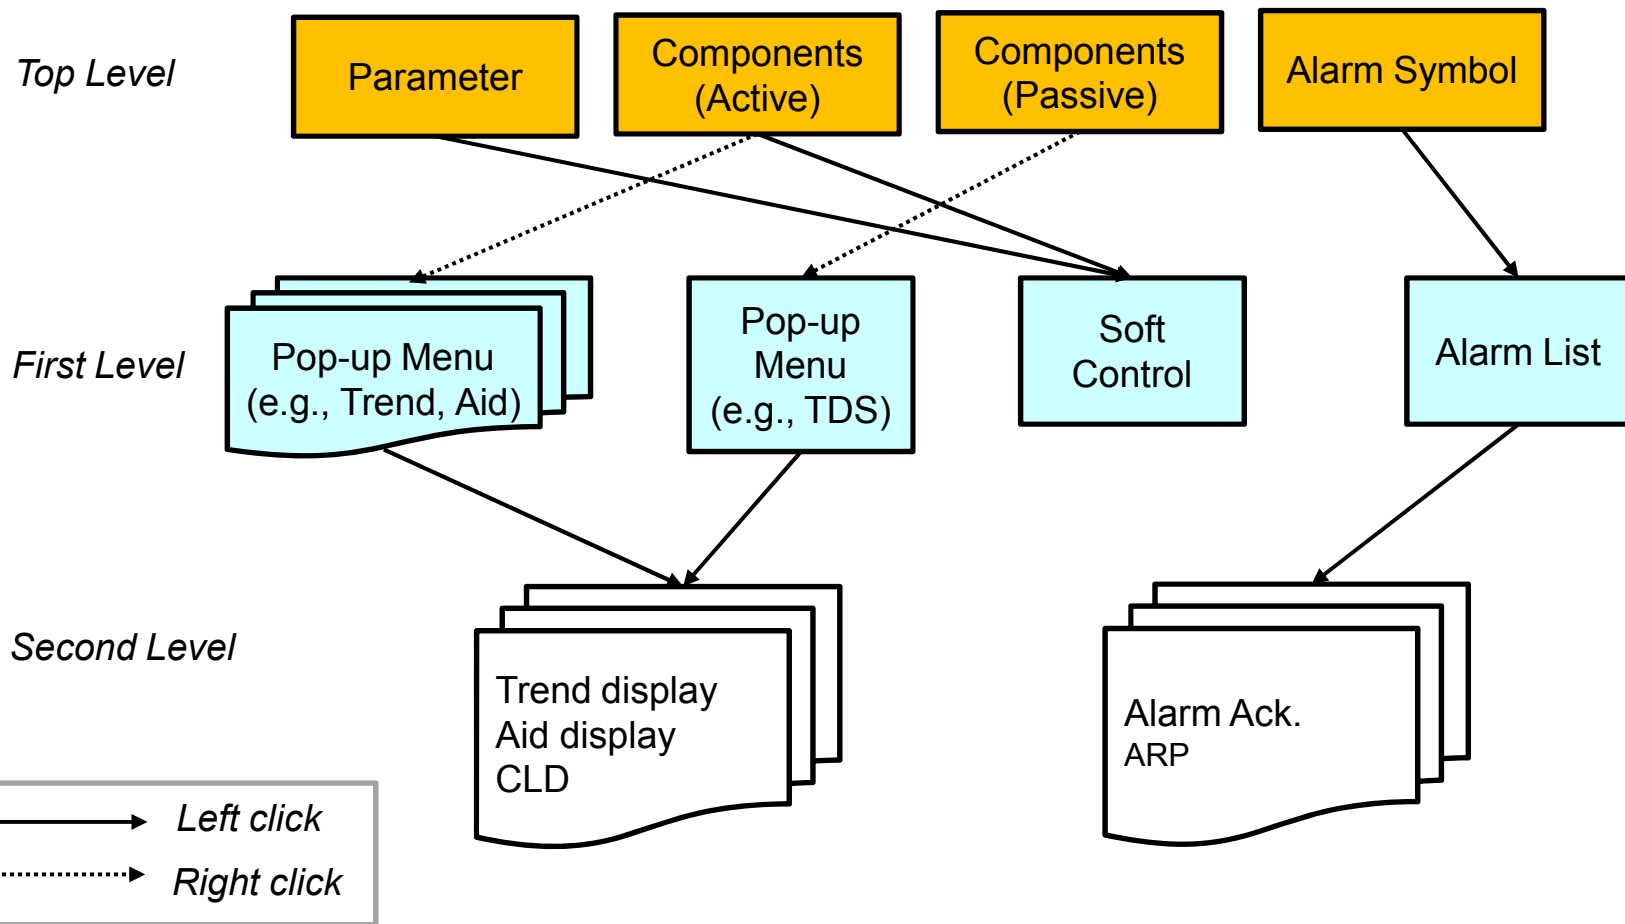 Top Level
Parameter
Components
(Active)
Components
(Passive)
Alarm Symbol
First Level
Pop-up Menu
(e.g., Trend, Aid)
Pop-up
Menu
(e.g., TDS)
Soft
Control
Alarm List
Second Level
Trend display
Aid display
CLD
Alarm Ack.
ARP
Left click
Right click